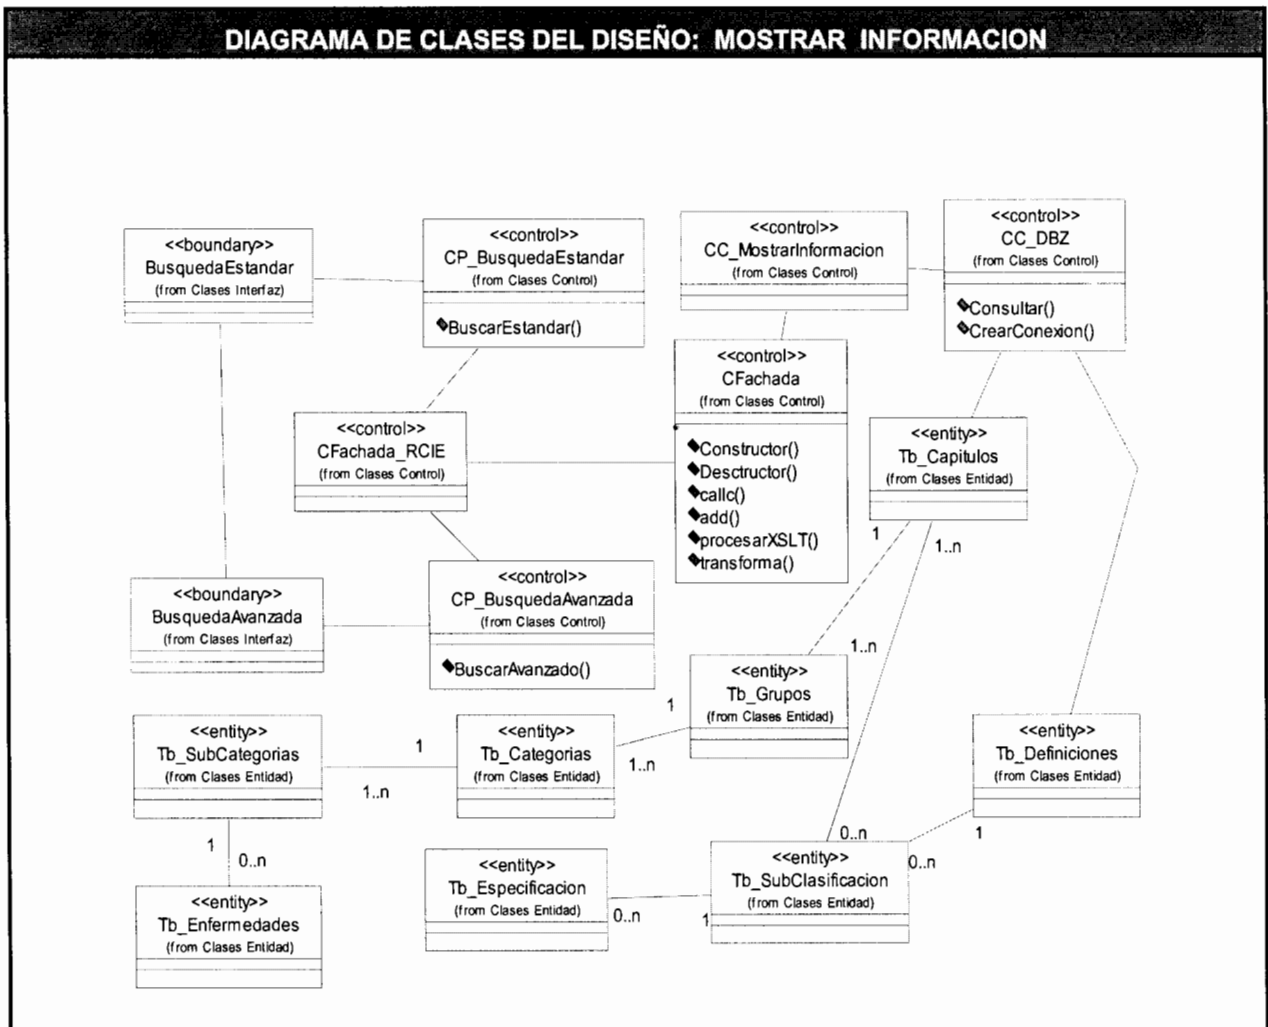 DIAGRAMA DE CLASES DEL DISEÑO: MOSTRAR INFORMACION
<<boundary>>
BusquedaEstandar
(from Clases Interfaz)
<<control>>
CP_BusquedaEstandar
(from Clases Control)
BuscarEstandar()
<<control>>
CC_MostrarInformacion
(from Clases Control)
<<control>>
CC_DBZ
(from Clases Control)
Consultar()
CrearConexion()
<<control>>
CFachada
(from Clases Control)
Constructor()
Desctructor()
callc()
add()
procesarXSLT()
transforma()
<<control>>
CFachada_RCIE
(from Clases Control)
<<entity>>
Tb_Capitulos
(from Clases Entidad)
1
1..n
<<boundary>>
BusquedaAvanzada
(from Clases Interfaz)
<<control>>
CP_BusquedaAvanzada
(from Clases Control)
BuscarAvanzado()
1..n
<<entity>>
Tb_Grupos
(from Clases Entidad)
1
<<entity>>
Tb_SubCategorias
(from Clases Entidad)
1
1..n
<<entity>>
Tb_Categorias
(from Clases Entidad)
1..n
<<entity>>
Tb_Definiciones
(from Clases Entidad)
1
0..n
0..n
1
0..n
<<entity>>
Tb_Enfermedades
(from Clases Entidad)
<<entity>>
Tb_Especificacion
(from Clases Entidad)
0..n
1
<<entity>>
Tb_SubClasificacion
(from Clases Entidad)